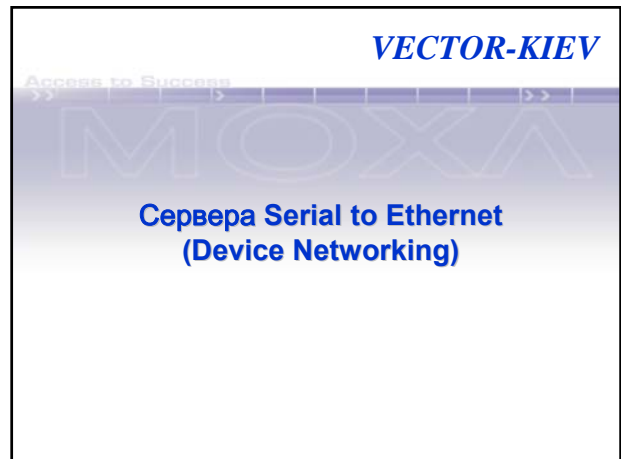 VECTOR-KIEV
Access to Success
MOXA
Сервера Serial to Ethernet
(Device Networking)